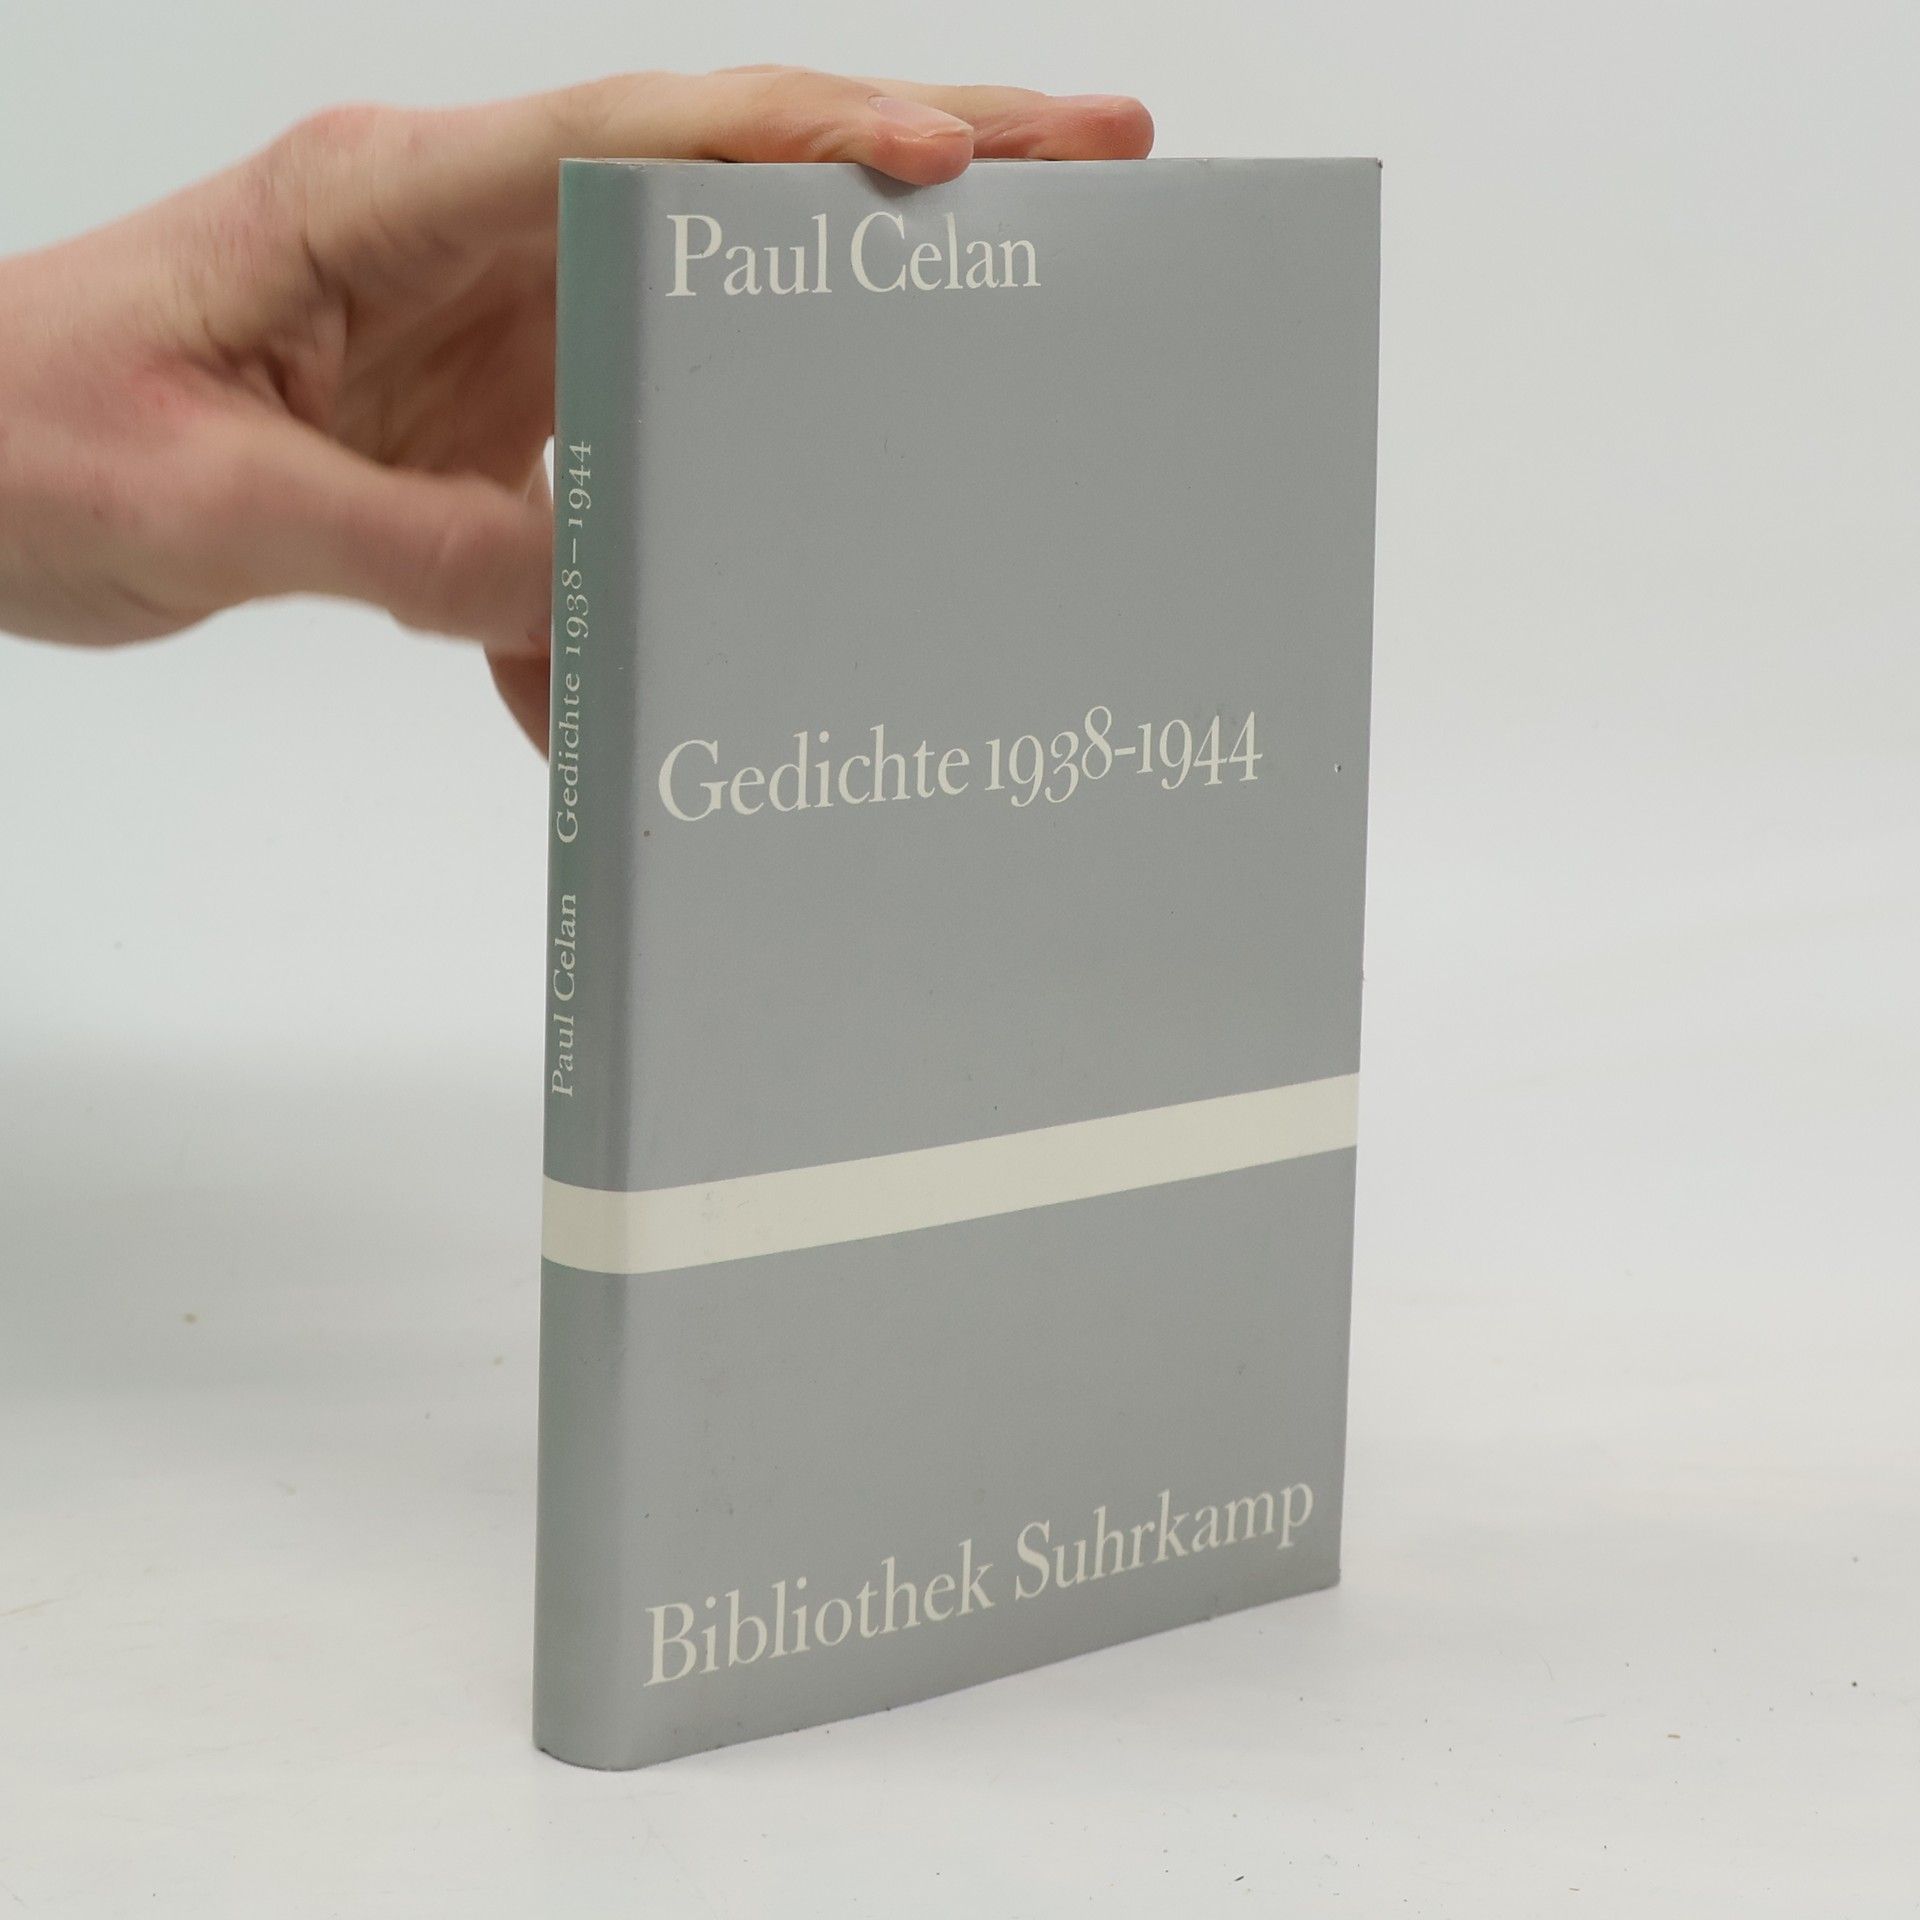 Paul Celan
Gedichte 1938-1944
Bibliothek Suhrkamp
Paul Celan Gedichte 1938–1944